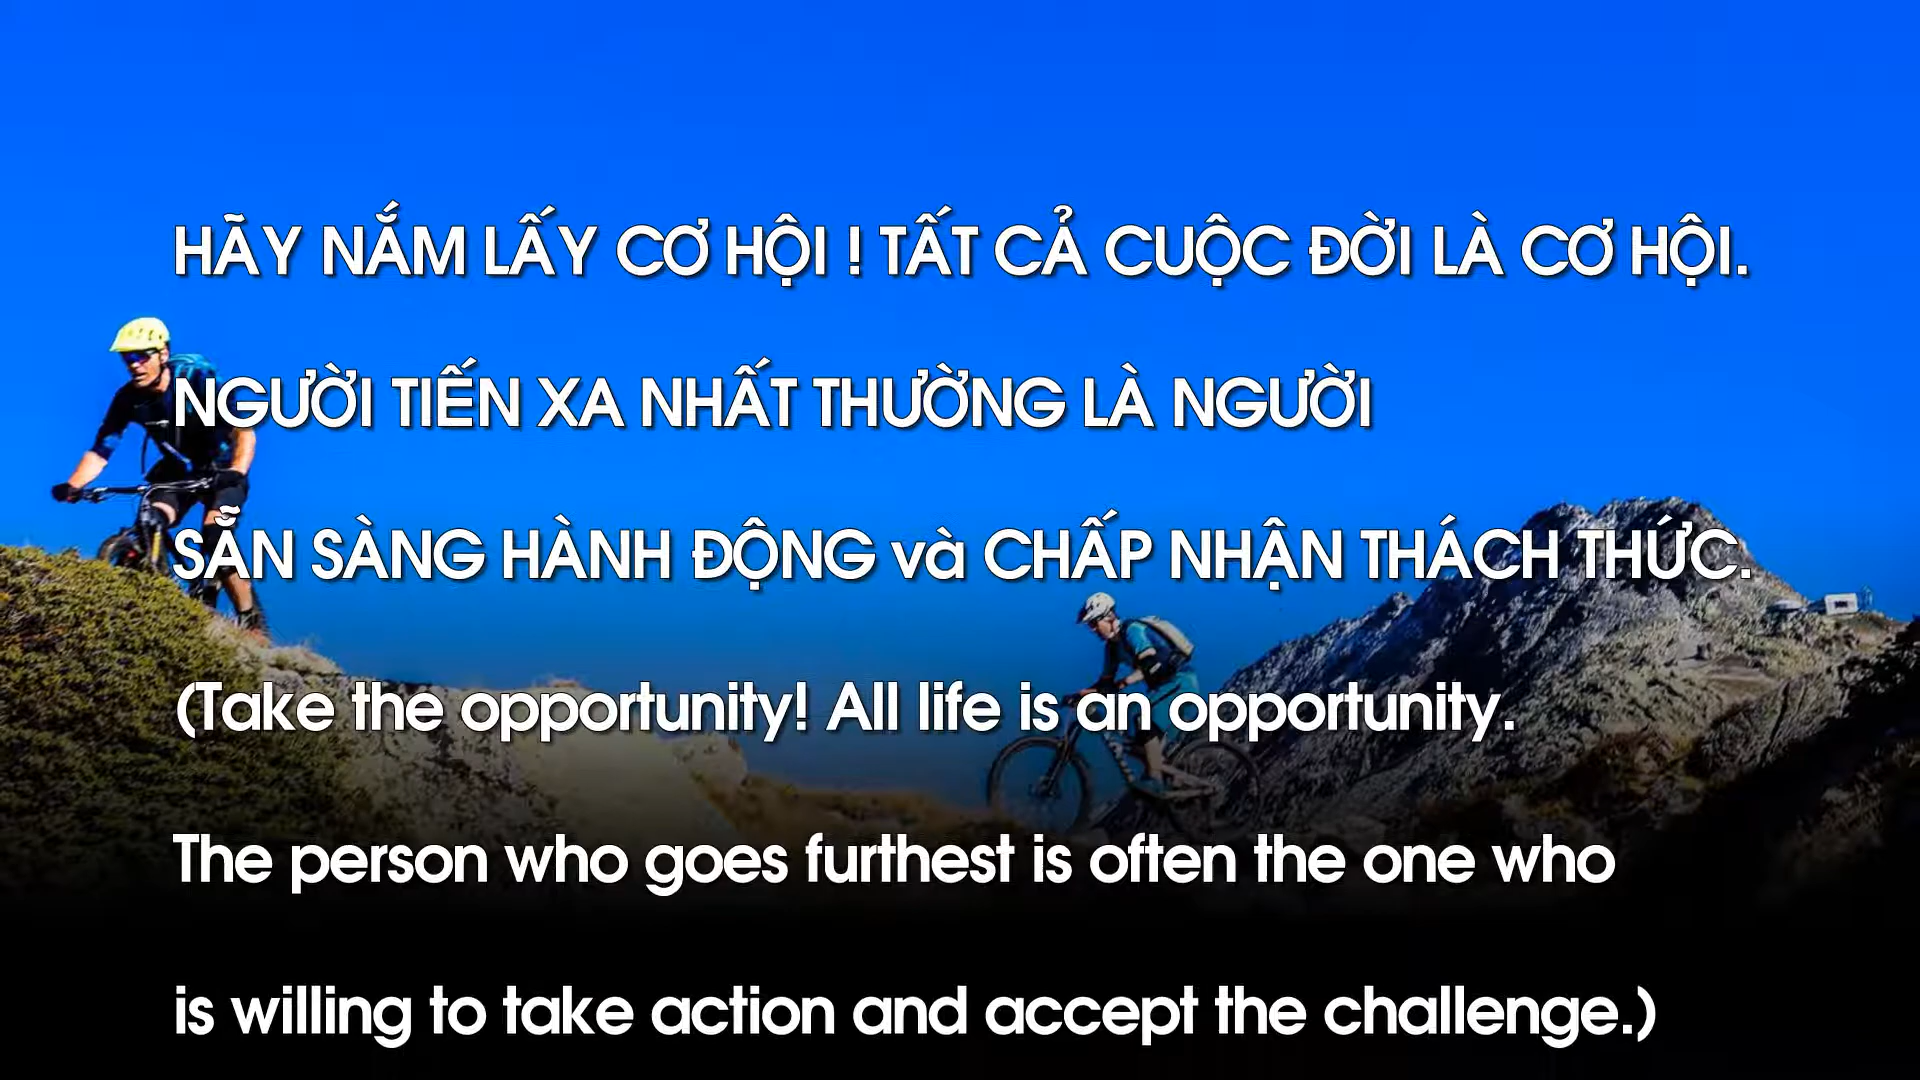 HÃY NẮM LẤY CƠ HỘI ! TẤT CẢ CUỘC ĐỜI LÀ CƠ HỘI.
NGƯỜI TIẾN XA NHẤT THƯỜNG LÀ NGƯỜI
SẴN SÀNG HÀNH ĐỘNG và CHẤP NHẬN THÁCH THỨC.
(Take the opportunity! All life is an opportunity.
The person who goes furthest is often the one who
is willing to take action and accept the challenge.)